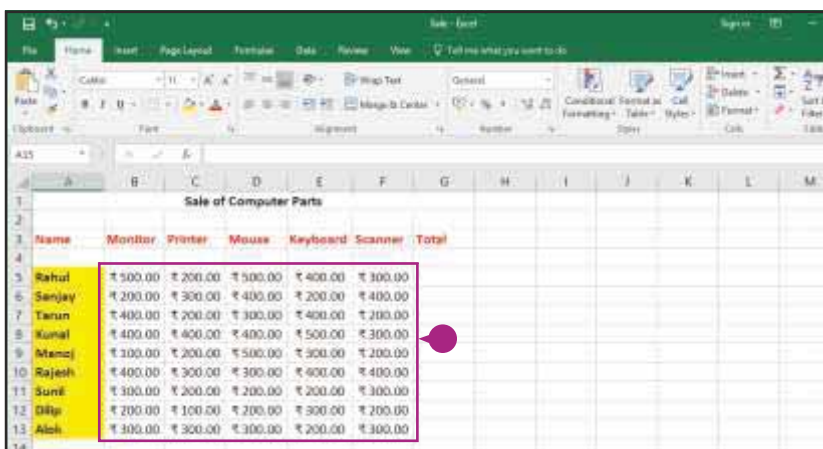 Sale - Excel Sign in
File Home Insert Page Layout Formulas Data Review View Tell me what you want to do
Paste Calibri 11 Wrap Text General Conditional Format as Cell Insert
B I U Merge & Center Formatting Table Styles Delete
Format Sort
Filter
Clipboard Font Alignment Number Styles Cells
A15 fx
A B C D E F G H I J K L M
1 Sale of Computer Parts
2
3 Name Monitor Printer Mouse Keyboard Scanner Total
4
5 Rahul ₹ 500.00 ₹ 200.00 ₹ 500.00 ₹ 400.00 ₹ 300.00
6 Sanjay ₹ 200.00 ₹ 300.00 ₹ 400.00 ₹ 200.00 ₹ 400.00
7 Tarun ₹ 400.00 ₹ 200.00 ₹ 300.00 ₹ 400.00 ₹ 200.00
8 Kunal ₹ 400.00 ₹ 400.00 ₹ 400.00 ₹ 500.00 ₹ 300.00
9 Manoj ₹ 100.00 ₹ 200.00 ₹ 500.00 ₹ 300.00 ₹ 200.00
10 Rajesh ₹ 400.00 ₹ 300.00 ₹ 300.00 ₹ 400.00 ₹ 400.00
11 Sunil ₹ 300.00 ₹ 200.00 ₹ 200.00 ₹ 200.00 ₹ 300.00
12 Dilip ₹ 200.00 ₹ 100.00 ₹ 200.00 ₹ 300.00 ₹ 200.00
13 Alok ₹ 300.00 ₹ 300.00 ₹ 300.00 ₹ 200.00 ₹ 300.00
14